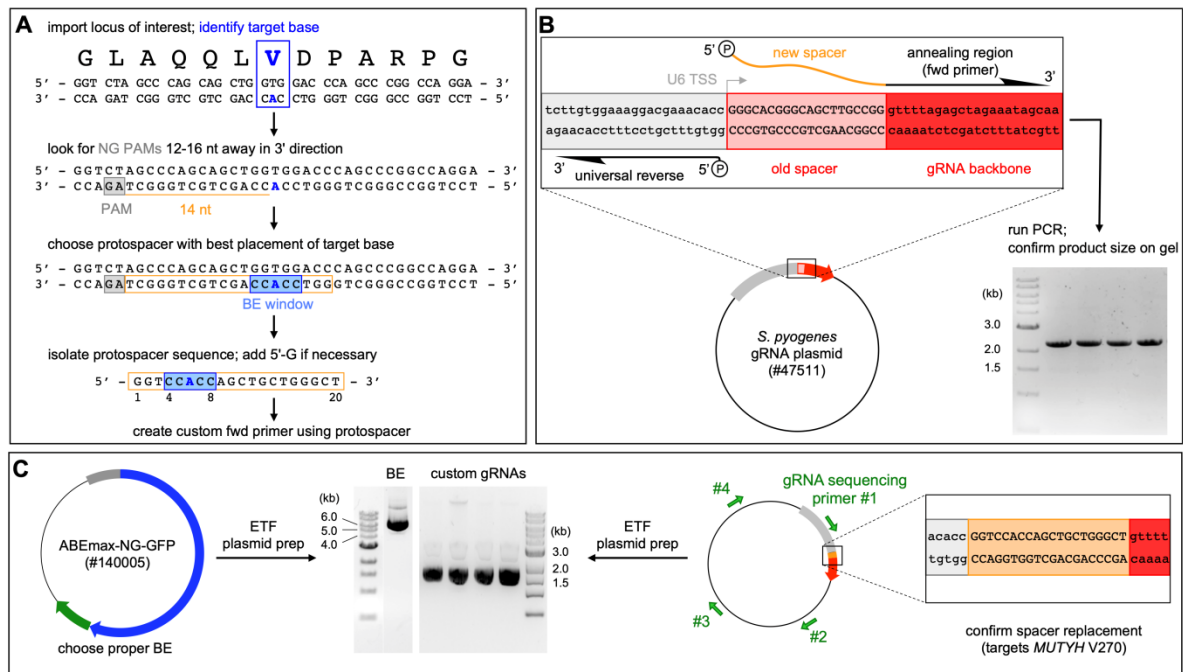 A
import locus of interest; identify target base
G L A Q Q L V D P A R P G
5’ - GGT CTA GCC CAG CAG CTG GTG GAC CCA GCC CGG CCA GGA - 3’
3’ - CCA GAT CGG GTC GTC GAC CAC CTG GGT CGG GCC GGT CCT - 5’
look for NG PAMs 12-16 nt away in 3’ direction
5’ - GGTCTAGCCCAGCAGCTGGTGGACCCAGCCCGGCCAGGA - 3’
3’ - CCAGATCGGGTCGTCGACCACCTGGGTCGGGCCGGTCCT - 5’
PAM 14 nt
choose protospacer with best placement of target base
5’ - GGTCTAGCCCAGCAGCTGGTGGACCCAGCCCGGCCAGGA - 3’
3’ - CCAGATCGGGTCGTCGACCACCTGGGTCGGGCCGGTCCT - 5’
BE window
isolate protospacer sequence; add 5’-G if necessary
5’ - GGTCCACCAGCTGCTGGGCT - 3’
1 4 8 20
create custom fwd primer using protospacer
B
5’ P
new spacer
annealing region
(fwd primer)
3’
U6 TSS
tcttgtggaaaggacgaaacacc GGGCACGGGCAGCTTGCCGG gttttagagctagaaatagcaa
agaacacctttcctgctttgtgg CCCGTGCCCGTCGAACGGCC caaaatctcgatctttatcgtt
3’ 5’ P
universal reverse
old spacer
gRNA backbone
run PCR;
confirm product size on gel
S. pyogenes
gRNA plasmid
(#47511)
(kb)
3.0
2.0
1.5
C
ABEmax-NG-GFP
(#140005)
choose proper BE
ETF
plasmid prep
BE
custom gRNAs
(kb)
6.0
5.0
4.0
(kb)
3.0
2.0
1.5
ETF
plasmid prep
#4
gRNA sequencing
primer #1
#3
#2
acacc GGTCCACCAGCTGCTGGGCT gtttt
tgtgg CCAGGTGGTCGACGACCCGA caaaa
confirm spacer replacement
(targets MUTYH V270)